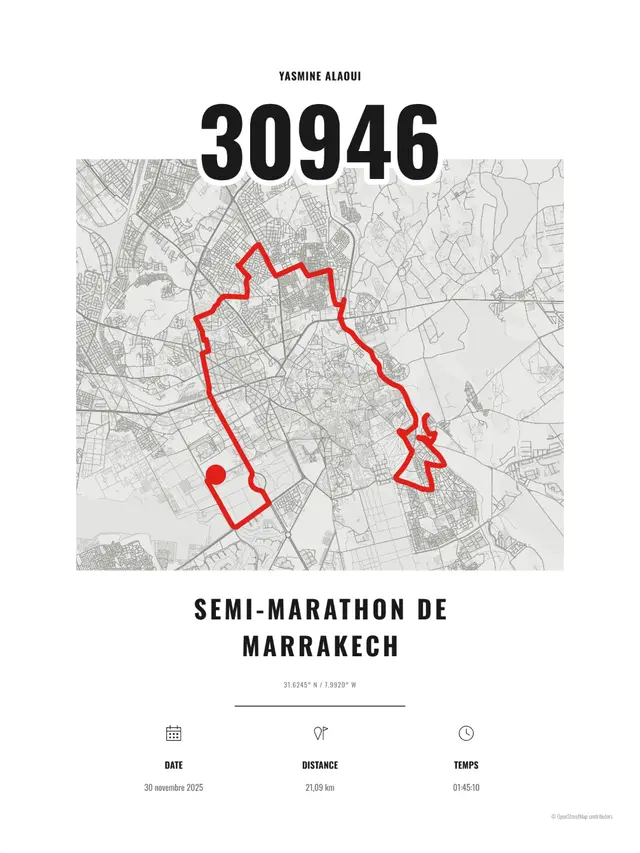 YASMINE ALAOUI
30946
SEMI-MARATHON DE
MARRAKECH
31.6245° N / 7.9920° W
DATE
DISTANCE
TEMPS
30 novembre 2025
21,09 km
01:45:10
© OpenStreetMap contributors